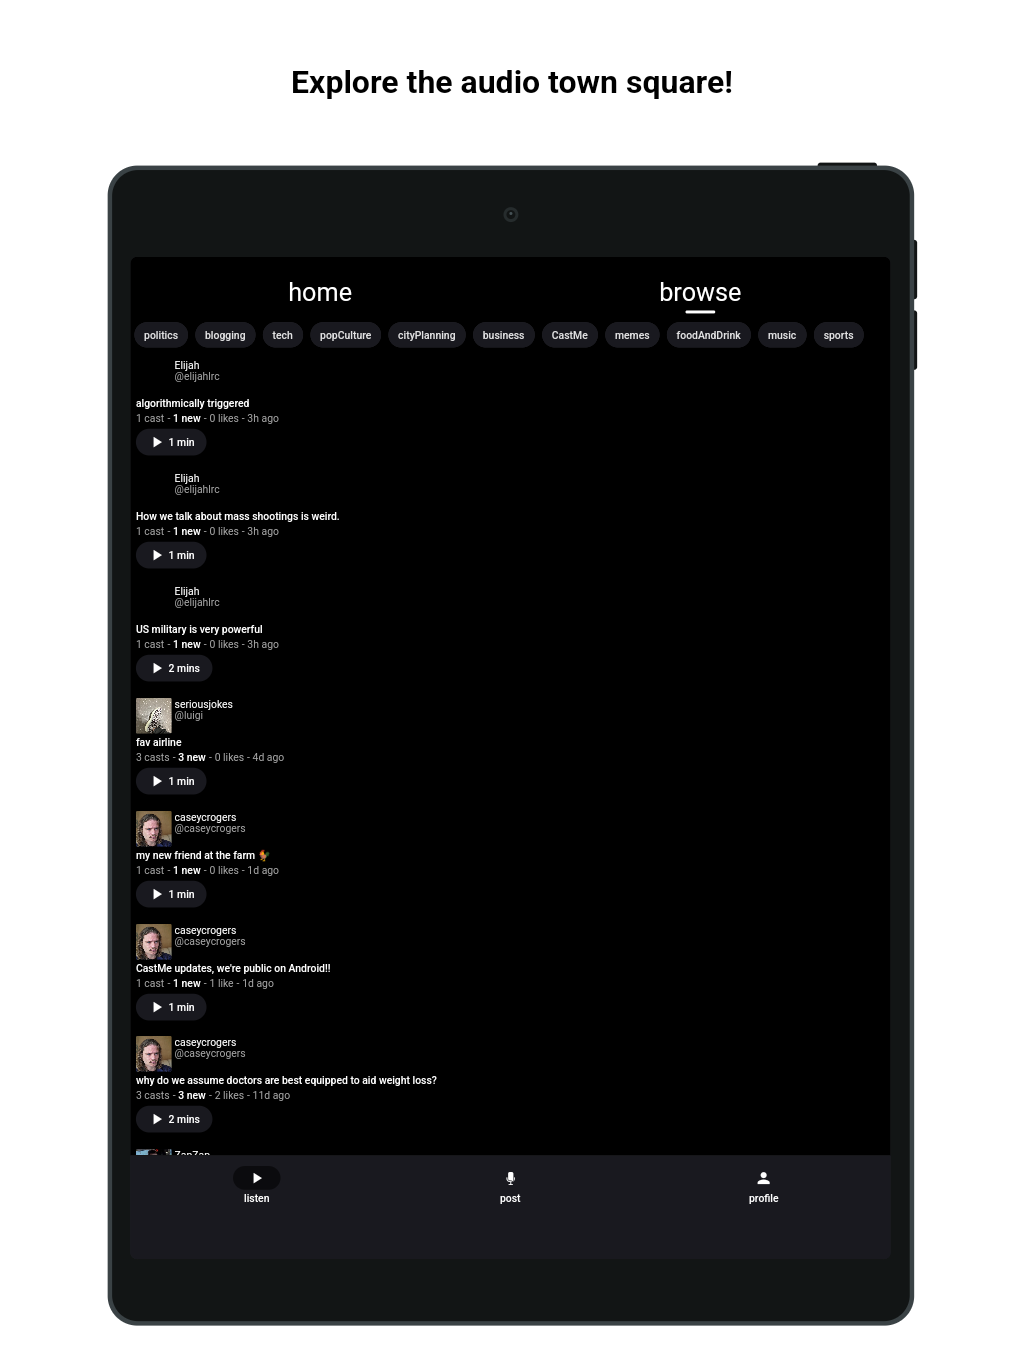 Explore the audio town square!
home
browse
politics
blogging
tech
popCulture
cityPlanning
business
CastMe
memes
foodAndDrink
music
sports
Elijah
@elijahlrc
algorithmically triggered
1 cast - 1 new - 0 likes - 3h ago
1 min
Elijah
@elijahlrc
How we talk about mass shootings is weird.
1 cast - 1 new - 0 likes - 3h ago
1 min
Elijah
@elijahlrc
US military is very powerful
1 cast - 1 new - 0 likes - 3h ago
2 mins
seriousjokes
@luigi
fav airline
3 casts - 3 new - 0 likes - 4d ago
1 min
caseycrogers
@caseycrogers
my new friend at the farm 🐓
1 cast - 1 new - 0 likes - 1d ago
1 min
caseycrogers
@caseycrogers
CastMe updates, we're public on Android!!
1 cast - 1 new - 1 like - 1d ago
1 min
caseycrogers
@caseycrogers
why do we assume doctors are best equipped to aid weight loss?
3 casts - 3 new - 2 likes - 11d ago
2 mins
listen
post
profile